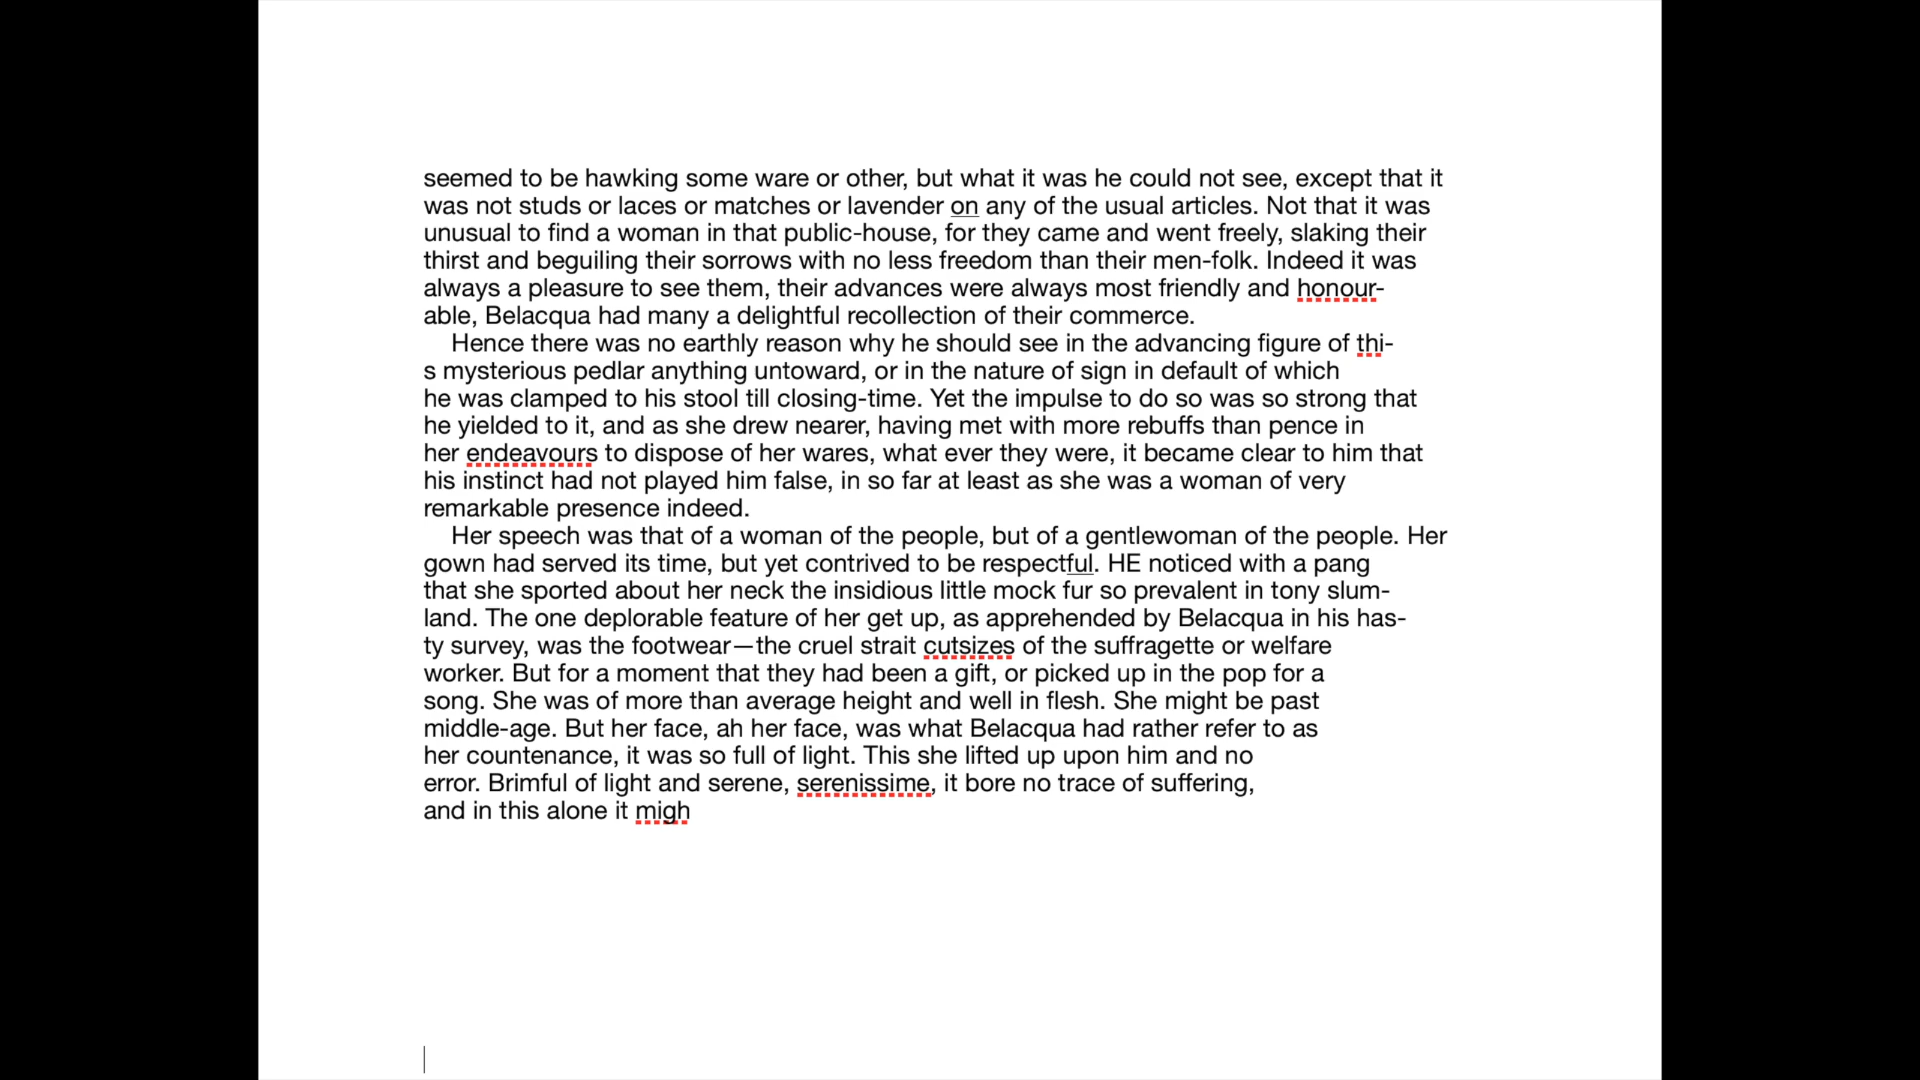 seemed to be hawking some ware or other, but what it was he could not see, except that it
was not studs or laces or matches or lavender on any of the usual articles. Not that it was
unusual to find a woman in that public-house, for they came and went freely, slaking their
thirst and beguiling their sorrows with no less freedom than their men-folk. Indeed it was
always a pleasure to see them, their advances were always most friendly and honour-
able, Belacqua had many a delightful recollection of their commerce.
Hence there was no earthly reason why he should see in the advancing figure of thi-
s mysterious pedlar anything untoward, or in the nature of sign in default of which
he was clamped to his stool till closing-time. Yet the impulse to do so was so strong that
he yielded to it, and as she drew nearer, having met with more rebuffs than pence in
her endeavours to dispose of her wares, what ever they were, it became clear to him that
his instinct had not played him false, in so far at least as she was a woman of very
remarkable presence indeed.
Her speech was that of a woman of the people, but of a gentlewoman of the people. Her
gown had served its time, but yet contrived to be respectful. HE noticed with a pang
that she sported about her neck the insidious little mock fur so prevalent in tony slum-
land. The one deplorable feature of her get up, as apprehended by Belacqua in his has-
ty survey, was the footwear—the cruel strait cutsizes of the suffragette or welfare
worker. But for a moment that they had been a gift, or picked up in the pop for a
song. She was of more than average height and well in flesh. She might be past
middle-age. But her face, ah her face, was what Belacqua had rather refer to as
her countenance, it was so full of light. This she lifted up upon him and no
error. Brimful of light and serene, serenissime, it bore no trace of suffering,
and in this alone it migh